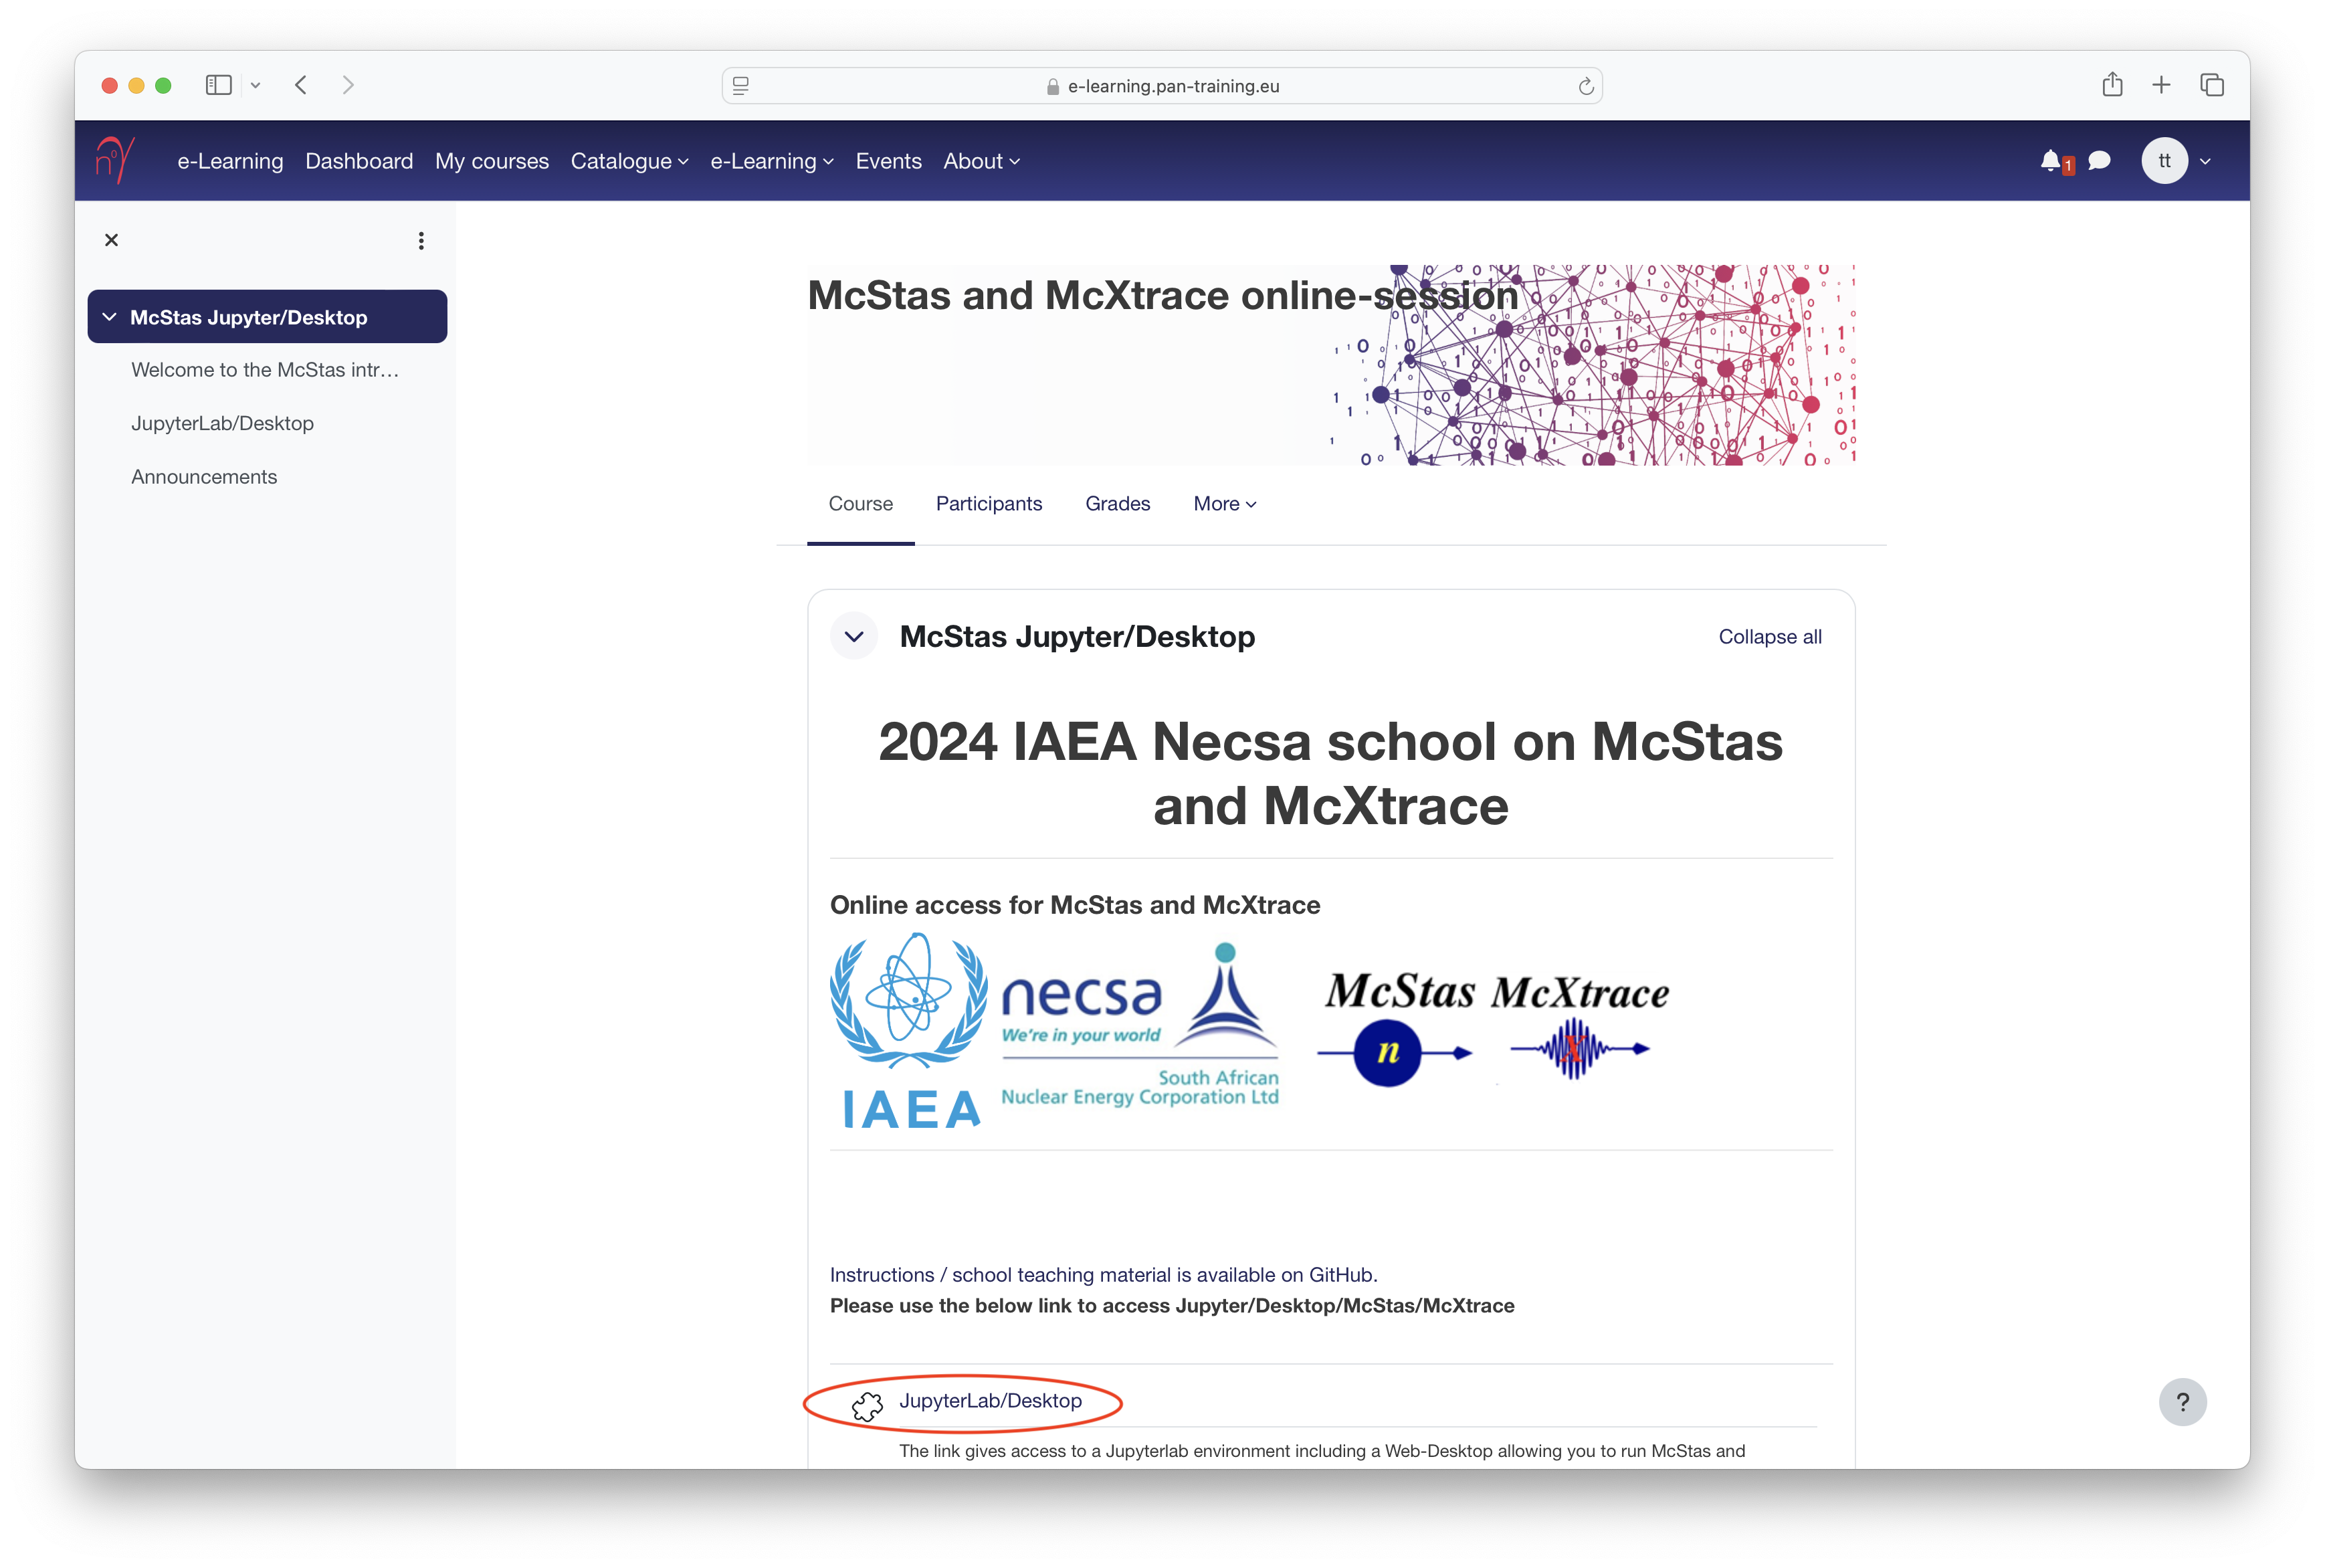 e-learning.pan-training.eu
e-Learning Dashboard My courses Catalogue e-Learning Events About
1
tt
McStas Jupyter/Desktop
Welcome to the McStas intr...
JupyterLab/Desktop
Announcements
McStas and McXtrace online-session
Course Participants Grades More
McStas Jupyter/Desktop
Collapse all
2024 IAEA Necsa school on McStas
and McXtrace
Online access for McStas and McXtrace
IAEA
necsa
We're in your world
South African
Nuclear Energy Corporation Ltd
McStas
n
McXtrace
X
Instructions / school teaching material is available on GitHub.
Please use the below link to access Jupyter/Desktop/McStas/McXtrace
JupyterLab/Desktop
The link gives access to a Jupyterlab environment including a Web-Desktop allowing you to run McStas and
?